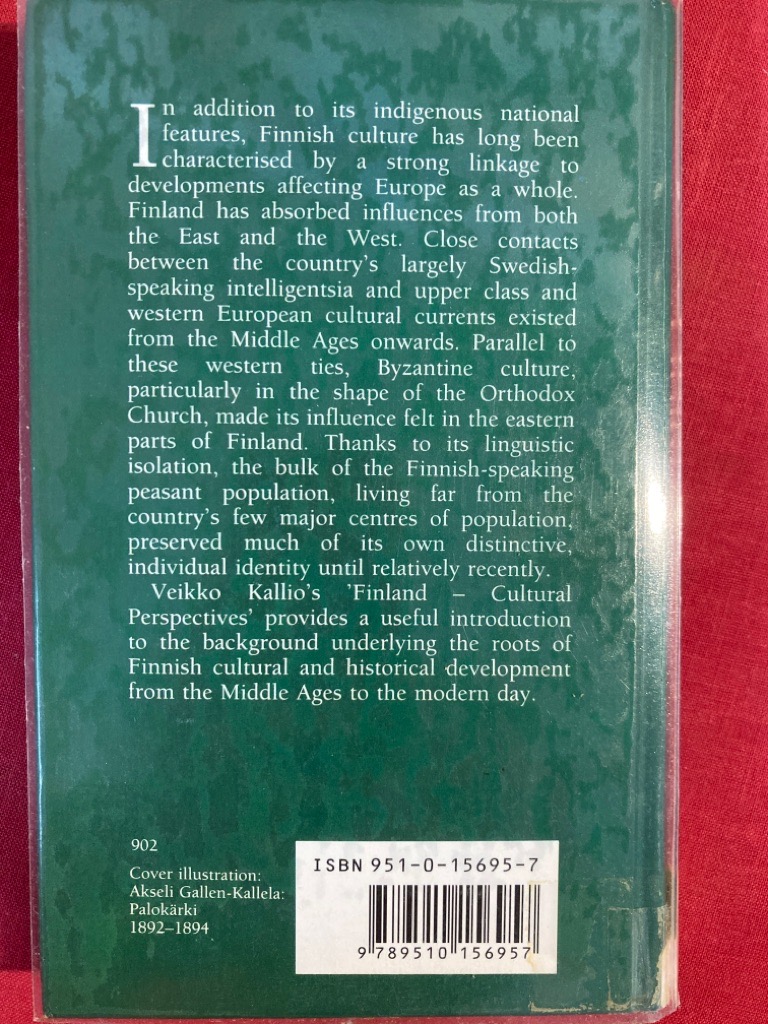 In addition to its indigenous national
features, Finnish culture has long been
characterised by a strong linkage to
developments affecting Europe as a whole.
Finland has absorbed influences from both
the East and the West. Close contacts
between the country's largely Swedish-
speaking intelligentsia and upper class and
western European cultural currents existed
from the Middle Ages onwards. Parallel to
these western ties, Byzantine culture,
particularly in the shape of the Orthodox
Church, made its influence felt in the eastern
parts of Finland. Thanks to its linguistic
isolation, the bulk of the Finnish-speaking
peasant population, living far from the
country's few major centres of population,
preserved much of its own distinctive,
individual identity until relatively recently.
Veikko Kallio's 'Finland – Cultural
Perspectives' provides a useful introduction
to the background underlying the roots of
Finnish cultural and historical development
from the Middle Ages to the modern day.
902
Cover illustration:
Akseli Gallen-Kallela:
Palokärki
1892–1894
ISBN 951-0-15695-7
9 789510 156957